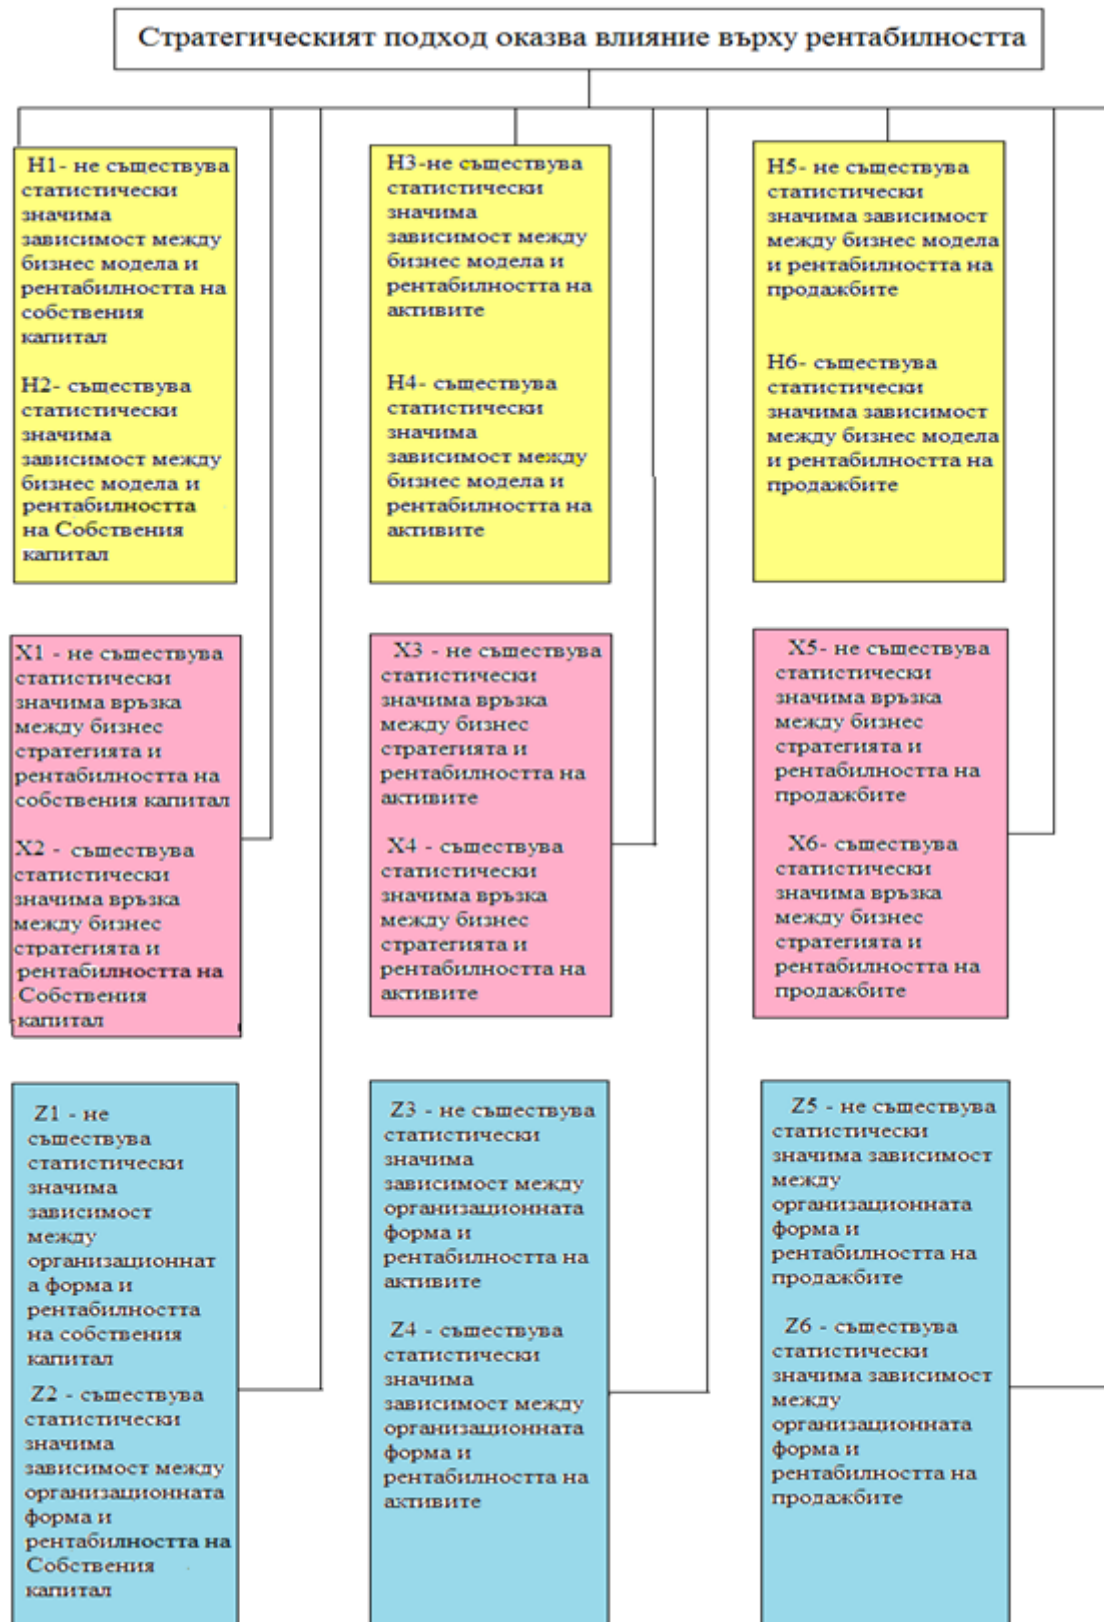 Стратегическият подход оказва влияние върху рентабилността
Н1- не съществува
статистически
значима
зависимост между
бизнес модела и
рентабилността на
собствения
капитал
Н2- съществува
статистически
значима
зависимост между
бизнес модела и
рентабилността
на Собствения
капитал
Н3-не съществува
статистически
значима
зависимост между
бизнес модела и
рентабилността на
активите
Н4- съществува
статистически
значима
зависимост между
бизнес модела и
рентабилността на
активите
Н5- не съществува
статистически
значима зависимост
между бизнес модела
и рентабилността на
продажбите
Н6- съществува
статистически
значима зависимост
между бизнес модела
и рентабилността на
продажбите
Х1 - не съществува
статистически
значима връзка
между бизнес
стратегията и
рентабилността на
собствения капитал
Х2 - съществува
статистически
значима връзка
между бизнес
стратегията и
рентабилността на
Собствения
капитал
Х3 - не съществува
статистически
значима връзка
между бизнес
стратегията и
рентабилността на
активите
Х4 - съществува
статистически
значима връзка
между бизнес
стратегията и
рентабилността на
активите
Х5- не съществува
статистически
значима връзка
между бизнес
стратегията и
рентабилността на
продажбите
Х6- съществува
статистически
значима връзка
между бизнес
стратегията и
рентабилността на
продажбите
Z1 - не
съществува
статистически
значима
зависимост
между
организационнат
а форма и
рентабилността
на собствения
капитал
Z2 - съществува
статистически
значима
зависимост между
организационната
форма и
рентабилността на
Собствения
капитал
Z3 - не съществува
статистически
значима
зависимост между
организационната
форма и
рентабилността на
активите
Z4 - съществува
статистически
значима
зависимост между
организационната
форма и
рентабилността на
активите
Z5 - не съществува
статистически
значима зависимост
между
организационната
форма и
рентабилността на
продажбите
Z6 - съществува
статистически
значима зависимост
между
организационната
форма и
рентабилността на
продажбите